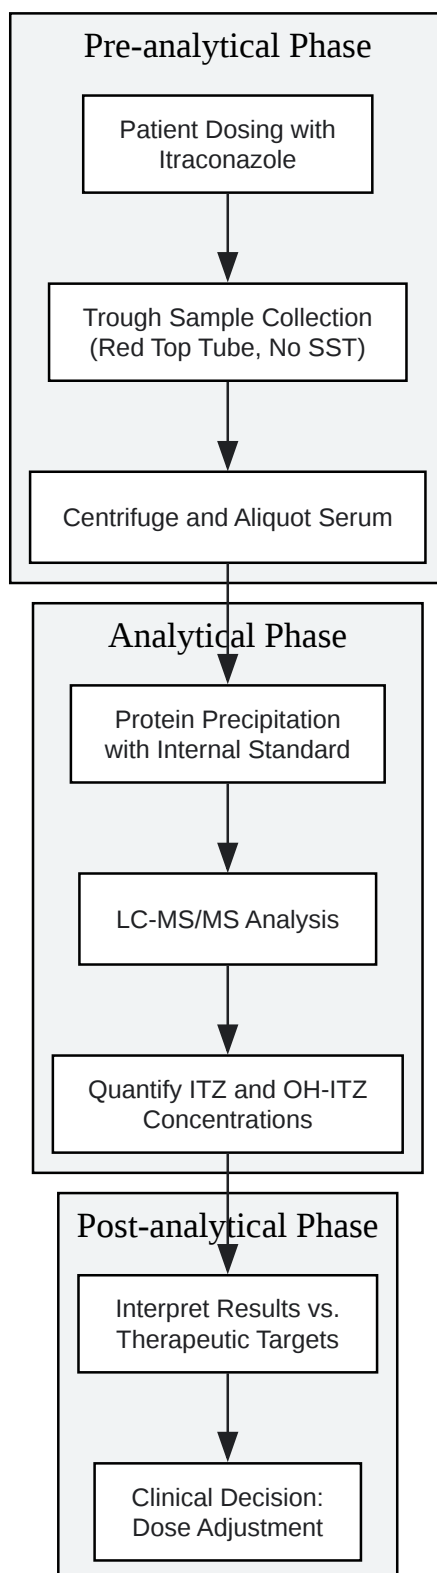 Pre-analytical Phase
Patient Dosing with
Itraconazole
Trough Sample Collection
(Red Top Tube, No SST)
Centrifuge and Aliquot Serum
Analytical Phase
Protein Precipitation
with Internal Standard
LC-MS/MS Analysis
Quantify ITZ and OH-ITZ
Concentrations
Post-analytical Phase
Interpret Results vs.
Therapeutic Targets
Clinical Decision:
Dose Adjustment